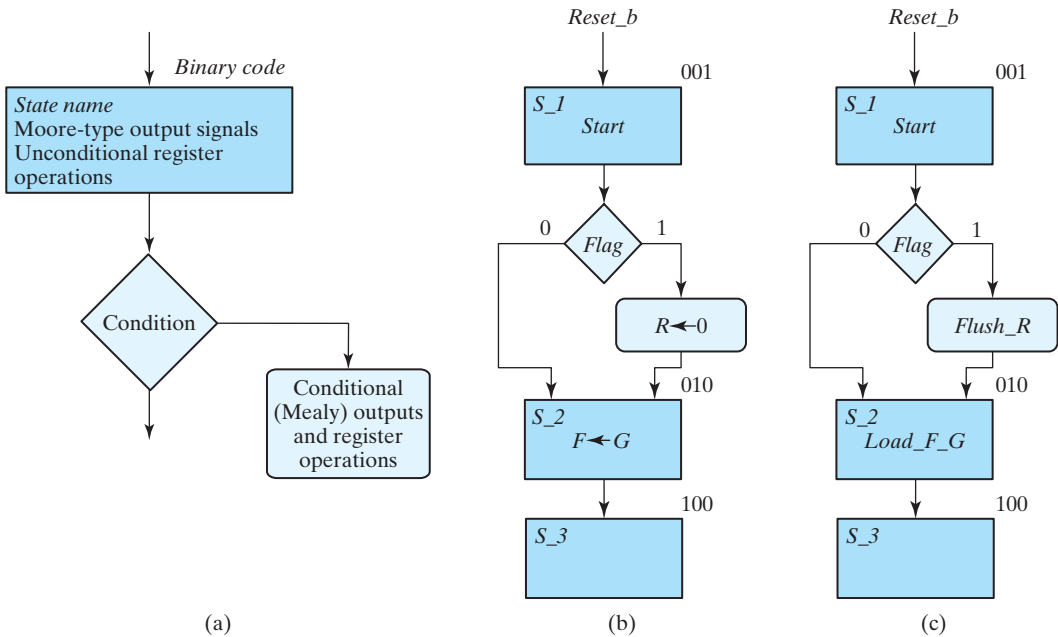 Binary code
State name
Moore-type output signals
Unconditional register
operations
Condition
Conditional
(Mealy) outputs
and register
operations
(a)
Reset_b
001
S_1
Start
0
Flag
1
R←0
010
S_2
F←G
100
S_3
(b)
Reset_b
001
S_1
Start
0
Flag
1
Flush_R
010
S_2
Load_F_G
100
S_3
(c)